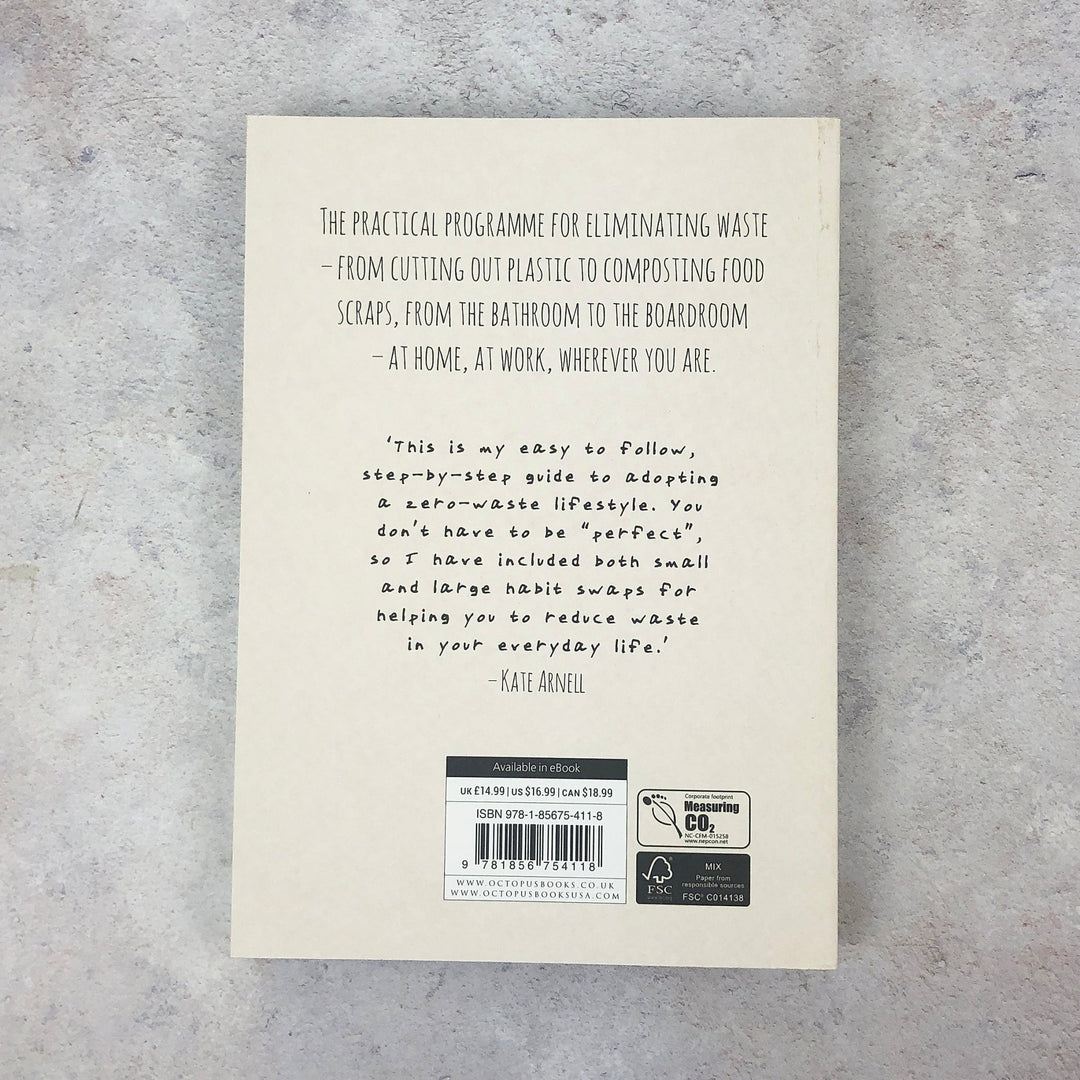 THE PRACTICAL PROGRAMME FOR ELIMINATING WASTE
– FROM CUTTING OUT PLASTIC TO COMPOSTING FOOD
SCRAPS, FROM THE BATHROOM TO THE BOARDROOM
– AT HOME, AT WORK, WHEREVER YOU ARE.
‘This is my easy to follow,
step-by-step guide to adopting
a zero-waste lifestyle. You
don't have to be “perfect”,
so I have included both small
and large habit swaps for
helping you to reduce waste
in your everyday life.’
– KATE ARNELL
Available in eBook
UK £14.99 | US $16.99 | CAN $18.99
ISBN 978-1-85675-411-8
9 781856 754118
WWW.OCTOPUSBOOKS.CO.UK
WWW.OCTOPUSBOOKSUSA.COM
Corporate footprint
Measuring
CO₂
NC-CFM-015258
www.nepcon.net
FSC
MIX
Paper from
responsible sources
FSC® C014138